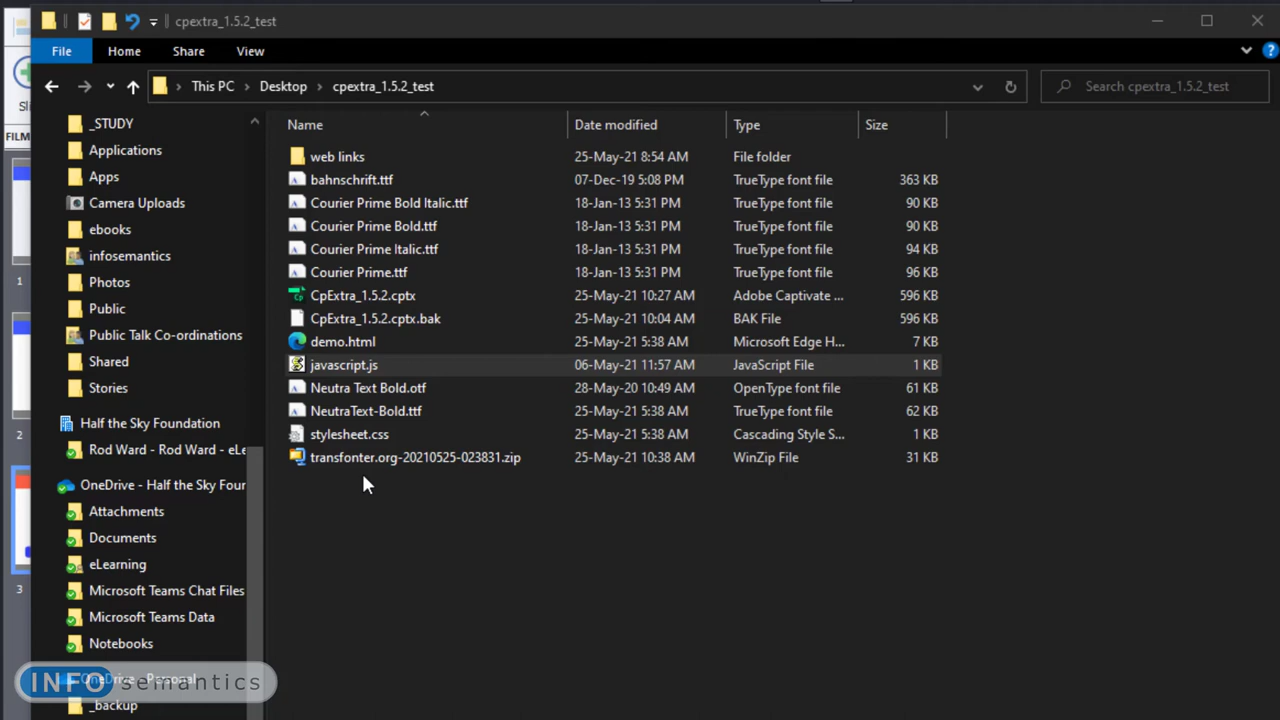 cpextra_1.5.2_test
File Home Share View
This PC Desktop cpextra_1.5.2_test
Search cpextra_1.5.2_test
FILM
1
2
3
_STUDY
Applications
Apps
Camera Uploads
ebooks
infosemantics
Photos
Public
Public Talk Co-ordinations
Shared
Stories
Half the Sky Foundation
Rod Ward - Rod Ward - eLe
OneDrive - Half the Sky Foun
Attachments
Documents
eLearning
Microsoft Teams Chat Files
Microsoft Teams Data
Notebooks
OneDrive - Personal
_backup
Name Date modified Type Size
web links 25-May-21 8:54 AM File folder
bahnschrift.ttf 07-Dec-19 5:08 PM TrueType font file 363 KB
Courier Prime Bold Italic.ttf 18-Jan-13 5:31 PM TrueType font file 90 KB
Courier Prime Bold.ttf 18-Jan-13 5:31 PM TrueType font file 90 KB
Courier Prime Italic.ttf 18-Jan-13 5:31 PM TrueType font file 94 KB
Courier Prime.ttf 18-Jan-13 5:31 PM TrueType font file 96 KB
CpExtra_1.5.2.cptx 25-May-21 10:27 AM Adobe Captivate ... 596 KB
CpExtra_1.5.2.cptx.bak 25-May-21 10:04 AM BAK File 596 KB
demo.html 25-May-21 5:38 AM Microsoft Edge H... 7 KB
javascript.js 06-May-21 11:57 AM JavaScript File 1 KB
Neutra Text Bold.otf 28-May-20 10:49 AM OpenType font file 61 KB
NeutraText-Bold.ttf 25-May-21 5:38 AM TrueType font file 62 KB
stylesheet.css 25-May-21 5:38 AM Cascading Style S... 1 KB
transfonter.org-20210525-023831.zip 25-May-21 10:38 AM WinZip File 31 KB
INFO semantics